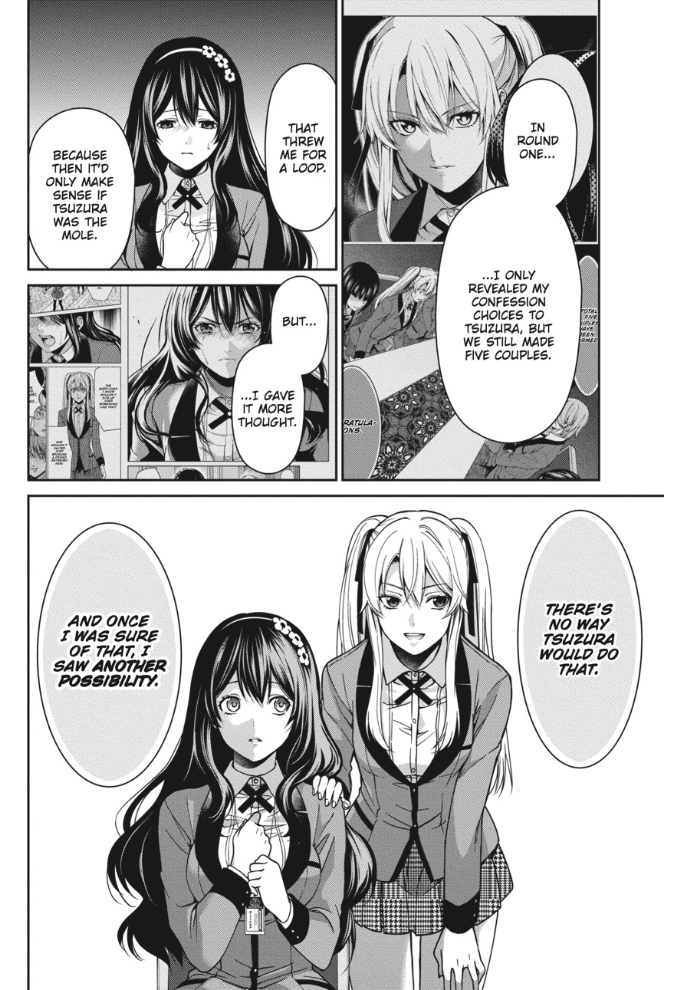 IN
ROUND
ONE...
...I ONLY
REVEALED MY
CONFESSION
CHOICES TO
TSUZURA, BUT
WE STILL MADE
FIVE COUPLES.
THAT
THREW
ME FOR
A LOOP.
BECAUSE
THEN IT'D
ONLY MAKE
SENSE IF
TSUZURA
WAS THE
MOLE.
BUT...
...I GAVE
IT MORE
THOUGHT.
THERE'S
NO WAY
TSUZURA
WOULD DO
THAT.
AND ONCE
I WAS SURE
OF THAT, I
SAW ANOTHER
POSSIBILITY.